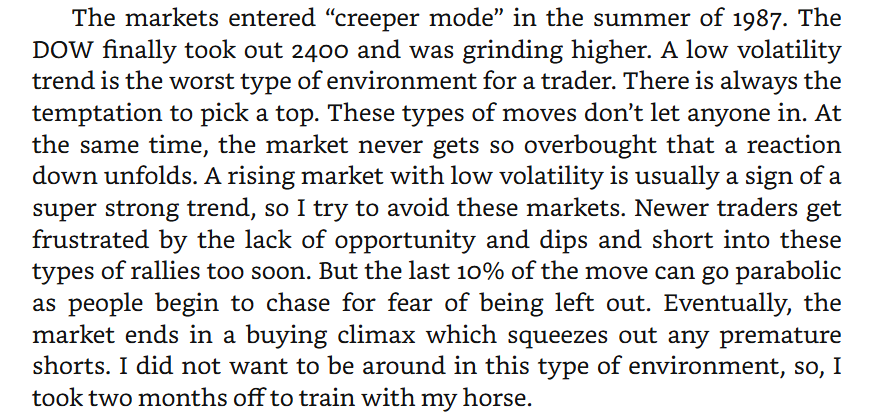 The markets entered “creeper mode” in the summer of 1987. The
DOW finally took out 2400 and was grinding higher. A low volatility
trend is the worst type of environment for a trader. There is always the
temptation to pick a top. These types of moves don’t let anyone in. At
the same time, the market never gets so overbought that a reaction
down unfolds. A rising market with low volatility is usually a sign of a
super strong trend, so I try to avoid these markets. Newer traders get
frustrated by the lack of opportunity and dips and short into these
types of rallies too soon. But the last 10% of the move can go parabolic
as people begin to chase for fear of being left out. Eventually, the
market ends in a buying climax which squeezes out any premature
shorts. I did not want to be around in this type of environment, so, I
took two months off to train with my horse.